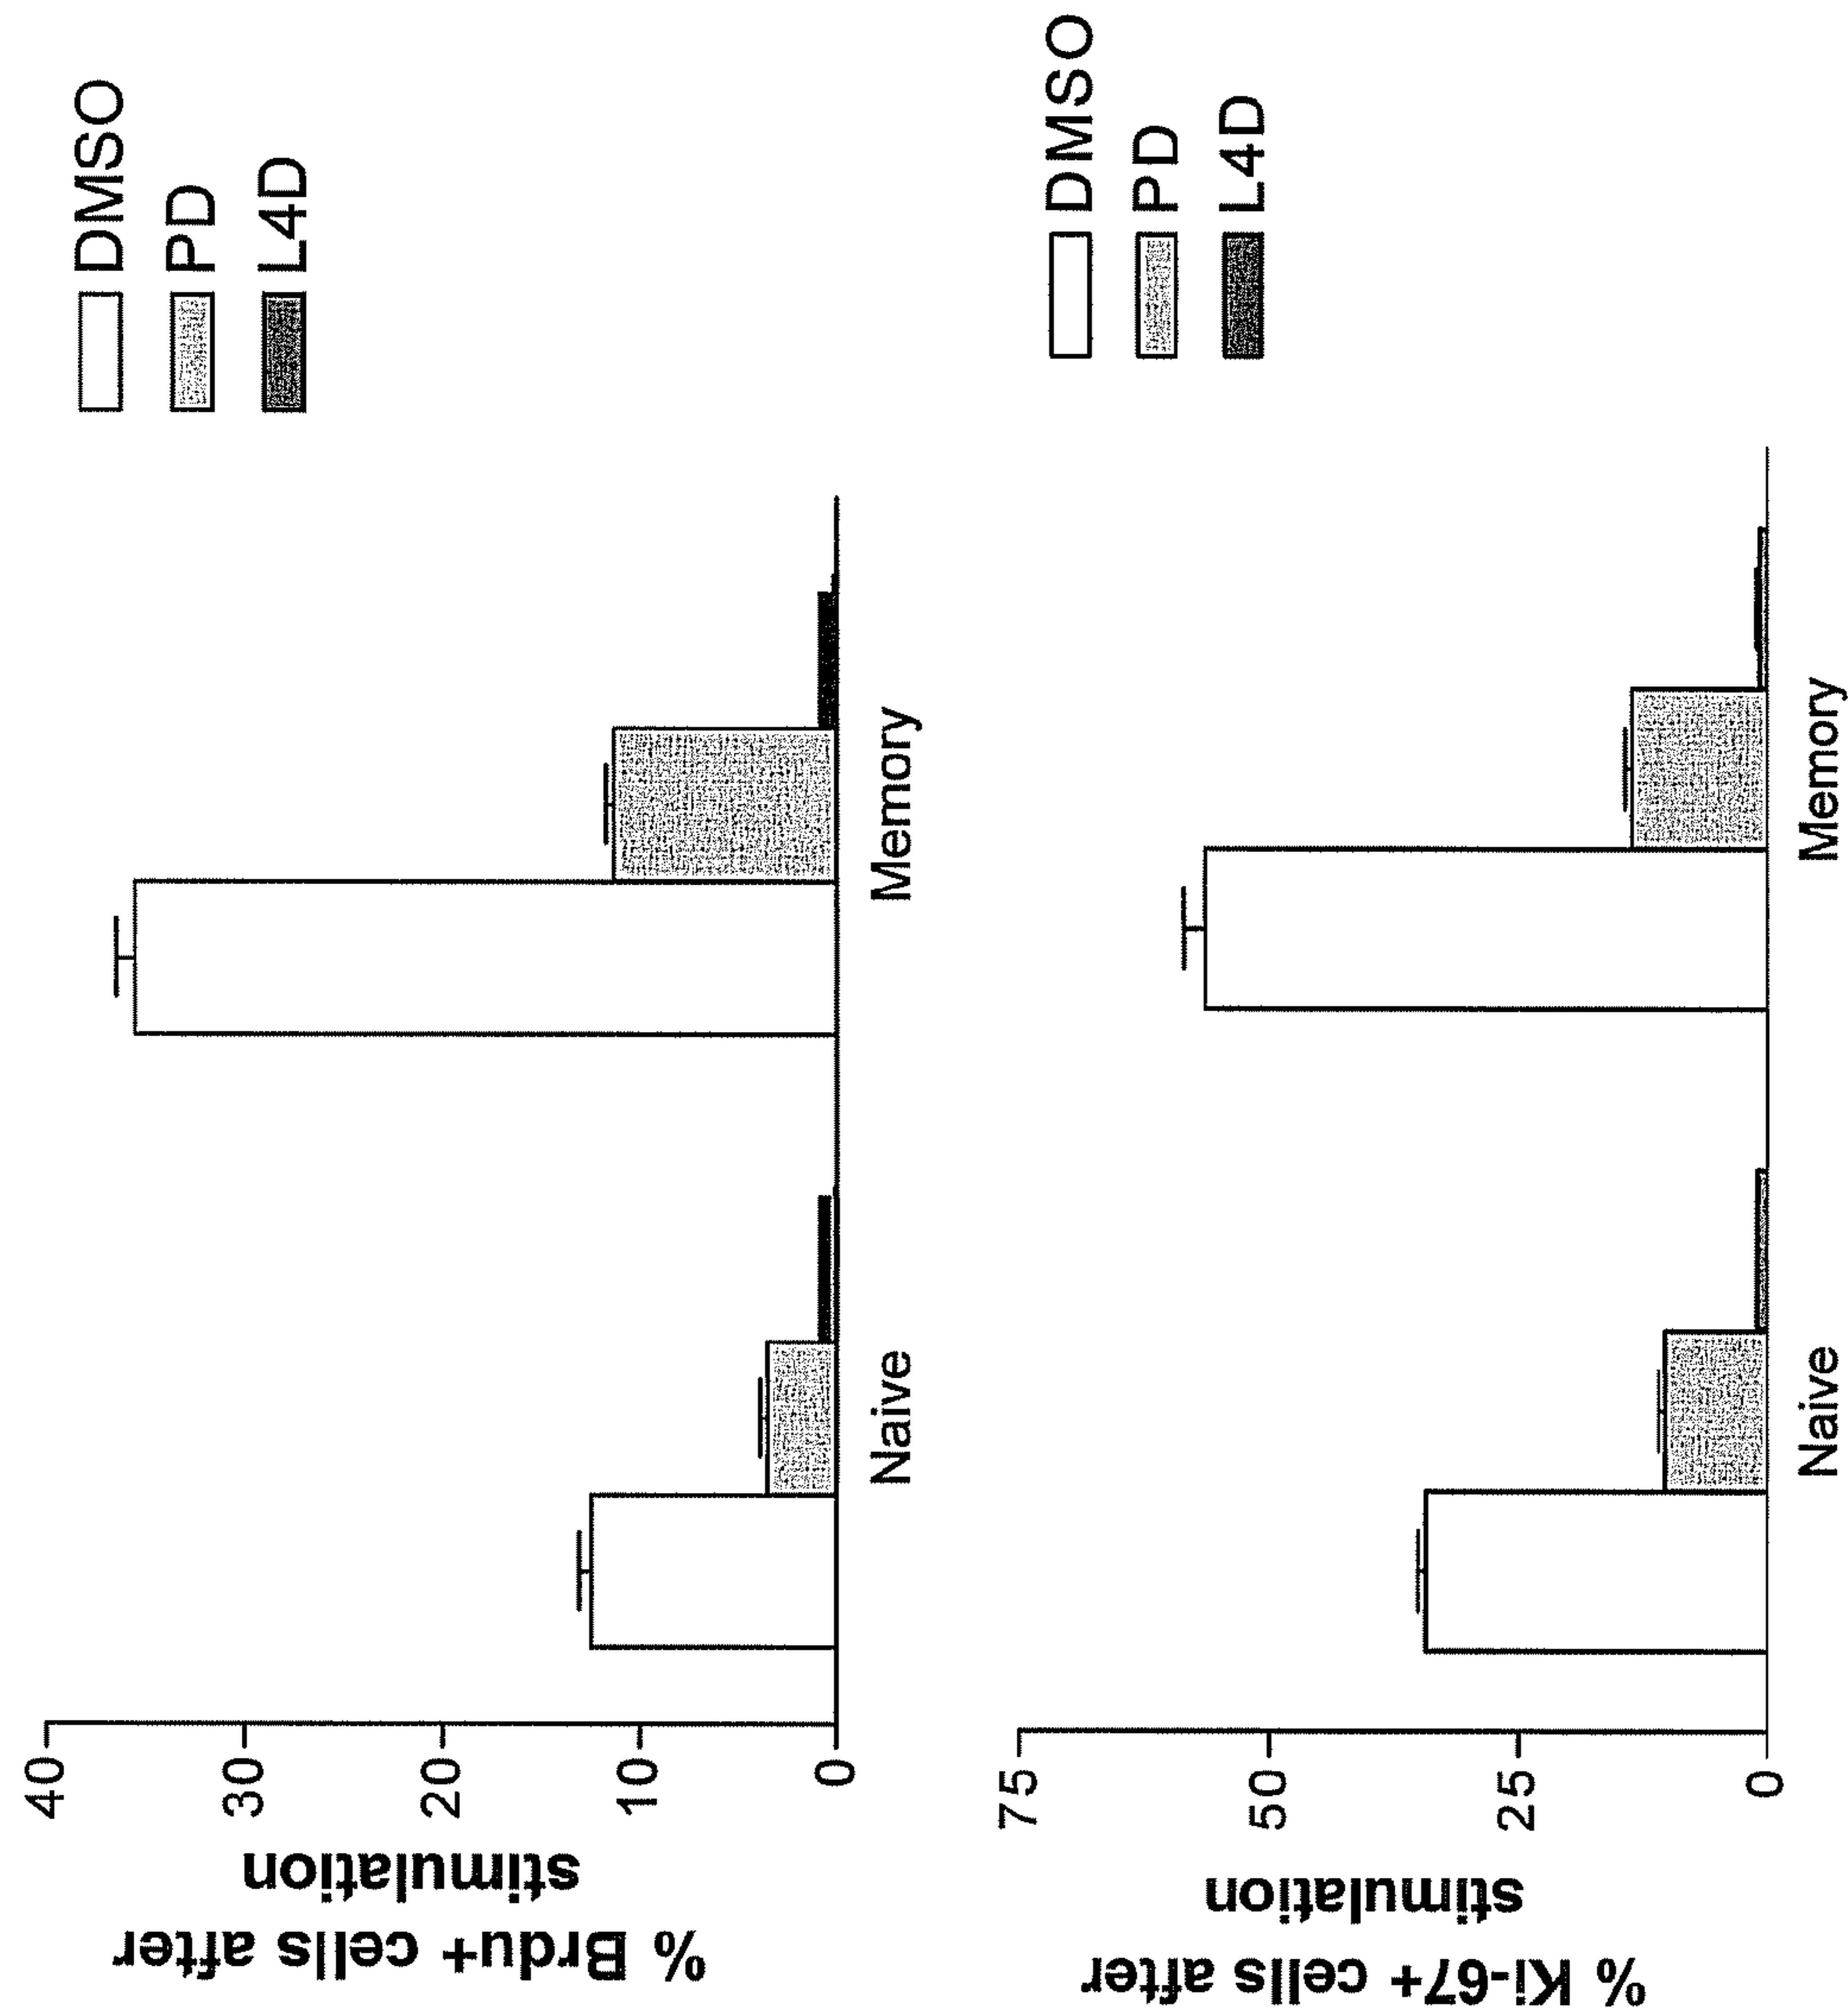 % Brdu+ cells after
stimulation
40
30
20
10
0
Naive
Memory
DMSO
PD
L4D
% Ki-67+ cells after
stimulation
75
50
25
0
Naive
Memory
DMSO
PD
L4D